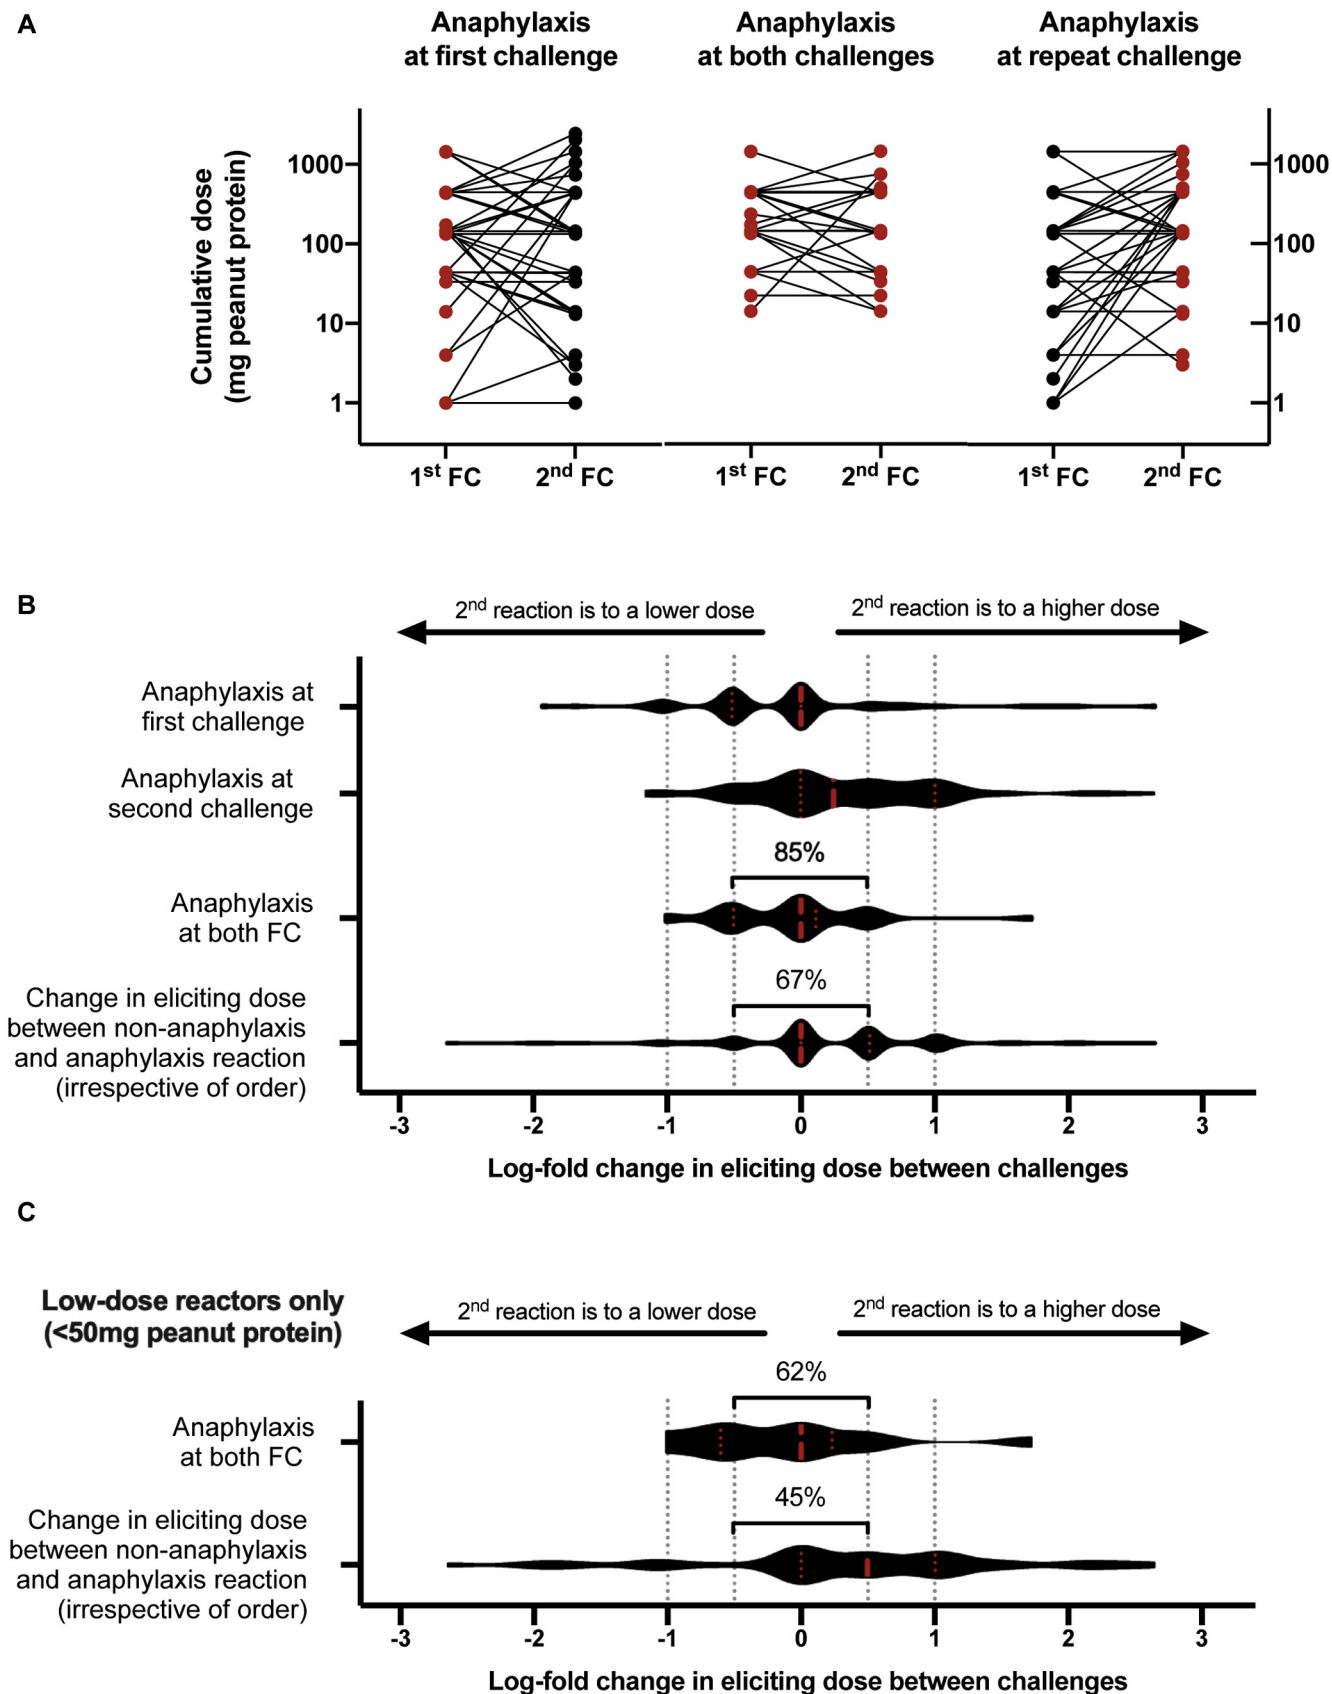 A
Anaphylaxis
at first challenge
Anaphylaxis
at both challenges
Anaphylaxis
at repeat challenge
Cumulative dose
(mg peanut protein)
1000
100
10
1
1000
100
10
1
1st FC
2nd FC
1st FC
2nd FC
1st FC
2nd FC
B
2nd reaction is to a lower dose
2nd reaction is to a higher dose
Anaphylaxis at
first challenge
Anaphylaxis at
second challenge
85%
Anaphylaxis
at both FC
67%
Change in eliciting dose
between non-anaphylaxis
and anaphylaxis reaction
(irrespective of order)
-3
-2
-1
0
1
2
3
Log-fold change in eliciting dose between challenges
C
Low-dose reactors only
(<50mg peanut protein)
2nd reaction is to a lower dose
2nd reaction is to a higher dose
62%
Anaphylaxis
at both FC
45%
Change in eliciting dose
between non-anaphylaxis
and anaphylaxis reaction
(irrespective of order)
-3
-2
-1
0
1
2
3
Log-fold change in eliciting dose between challenges